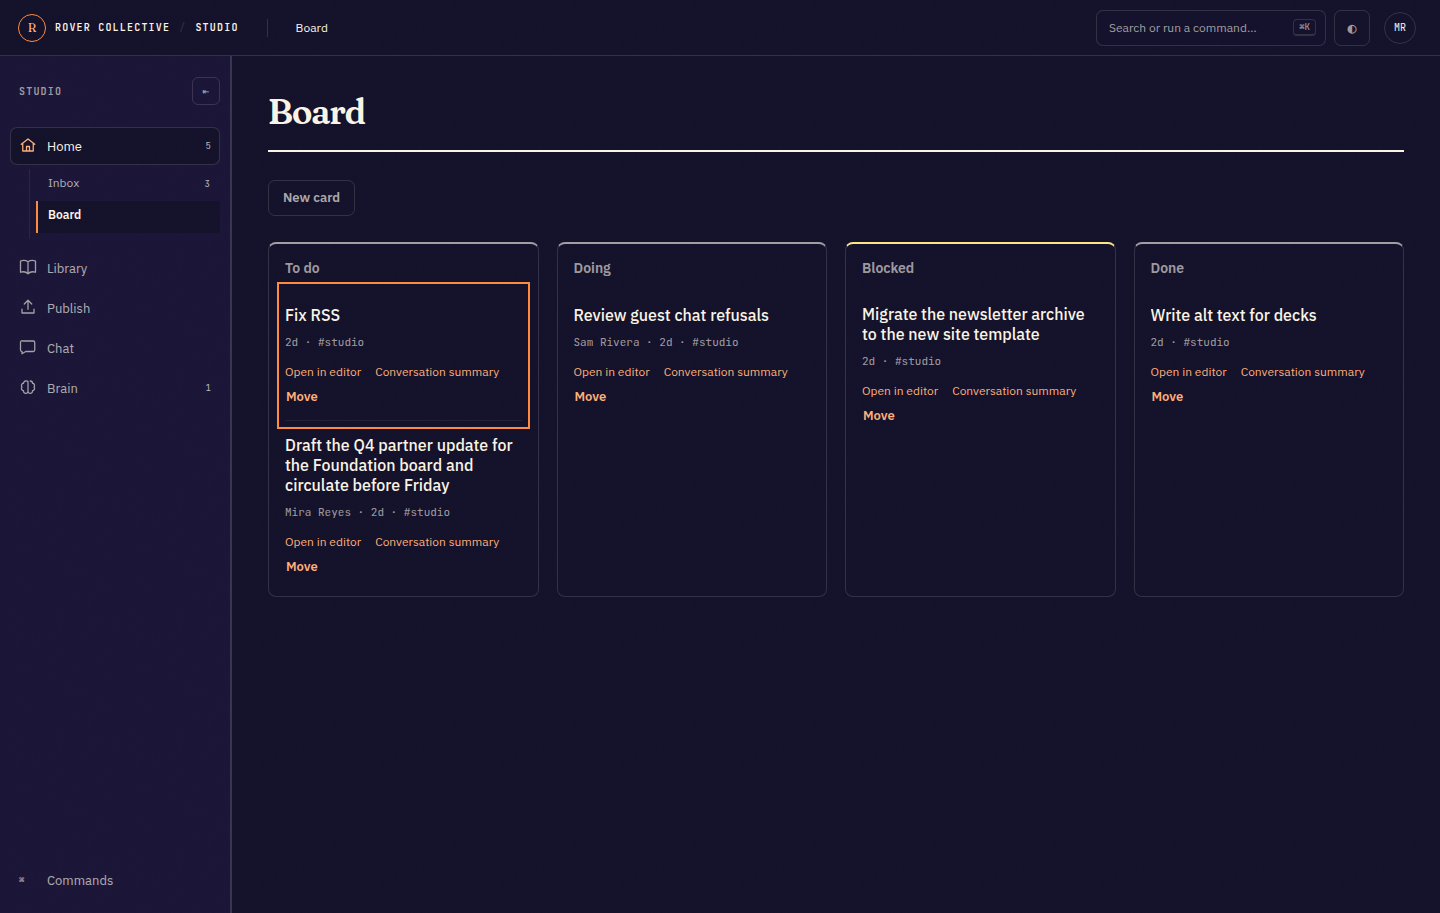 R ROVER COLLECTIVE / STUDIO Board Search or run a command... ⌘K ◐ MR
STUDIO ⇤
Home 5
Inbox 3
Board
Library
Publish
Chat
Brain 1
⌘ Commands
Board
New card
To do
Fix RSS
2d · #studio
Open in editor Conversation summary
Move
Draft the Q4 partner update for
the Foundation board and
circulate before Friday
Mira Reyes · 2d · #studio
Open in editor Conversation summary
Move
Doing
Review guest chat refusals
Sam Rivera · 2d · #studio
Open in editor Conversation summary
Move
Blocked
Migrate the newsletter archive
to the new site template
2d · #studio
Open in editor Conversation summary
Move
Done
Write alt text for decks
2d · #studio
Open in editor Conversation summary
Move